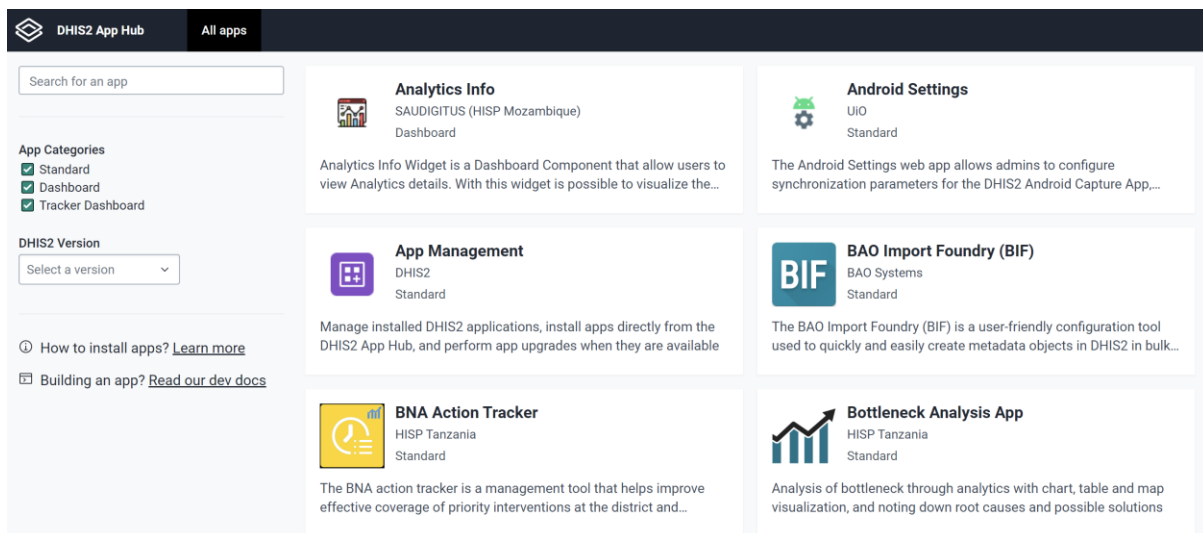 DHIS2 App Hub
All apps
Search for an app
App Categories
Standard
Dashboard
Tracker Dashboard
DHIS2 Version
Select a version
How to install apps? Learn more
Building an app? Read our dev docs
Analytics Info
SAUDIGITUS (HISP Mozambique)
Dashboard
Analytics Info Widget is a Dashboard Component that allow users to
view Analytics details. With this widget is possible to visualize the...
Android Settings
UiO
Standard
The Android Settings web app allows admins to configure
synchronization parameters for the DHIS2 Android Capture App,...
App Management
DHIS2
Standard
Manage installed DHIS2 applications, install apps directly from the
DHIS2 App Hub, and perform app upgrades when they are available
BIF
BAO Import Foundry (BIF)
BAO Systems
Standard
The BAO Import Foundry (BIF) is a user-friendly configuration tool
used to quickly and easily create metadata objects in DHIS2 in bulk...
BNA Action Tracker
HISP Tanzania
Standard
The BNA action tracker is a management tool that helps improve
effective coverage of priority interventions at the district and...
Bottleneck Analysis App
HISP Tanzania
Standard
Analysis of bottleneck through analytics with chart, table and map
visualization, and noting down root causes and possible solutions